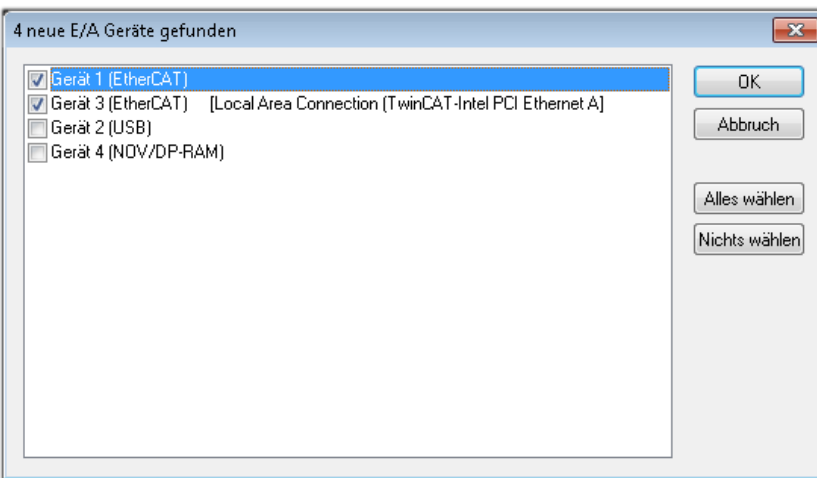 4 neue E/A Geräte gefunden
Gerät 1 (EtherCAT)
Gerät 3 (EtherCAT) [Local Area Connection (TwinCAT-Intel PCI Ethernet A]
Gerät 2 (USB)
Gerät 4 (NOV/DP-RAM)
OK
Abbruch
Alles wählen
Nichts wählen